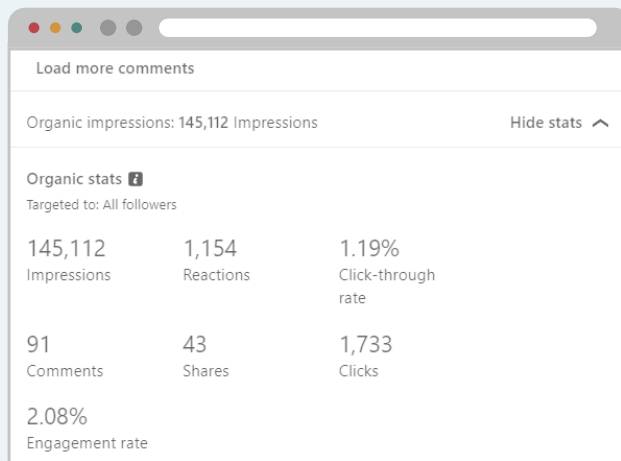 Load more comments
Organic impressions: 145,112 Impressions
Hide stats
Organic stats
Targeted to: All followers
145,112
Impressions
1,154
Reactions
1.19%
Click-through
rate
91
Comments
43
Shares
1,733
Clicks
2.08%
Engagement rate